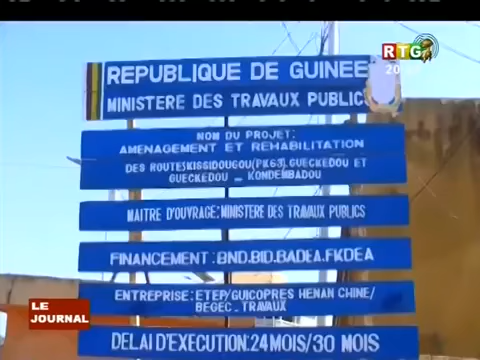 RTG
REPUBLIQUE DE GUINEE
MINISTERE DES TRAVAUX PUBLICS
NOM DU PROJET:
AMENAGEMENT ET REHABILITATION
DES ROUTES KISSIDOUGOU(PK63).GUECKEDOU ET
GUECKEDOU – KONDEMBADOU
MAITRE D'OUVRAGE: MINISTERE DES TRAVAUX PUBLICS
FINANCEMENT :BND.BID.BADEA.FKDEA
ENTREPRISE: ETEP/GUICOPRES HENAN CHINE/
BEGEC . TRAVAUX
DELAI D'EXECUTION:24 MOIS/30 MOIS
LE
JOURNAL